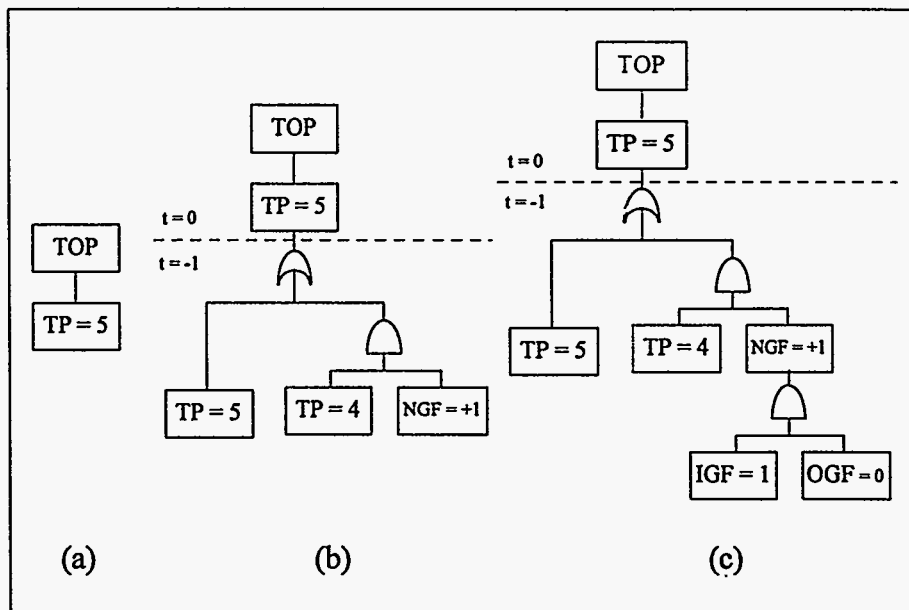 TOP
TP = 5
(a)
TOP
TP = 5
t = 0
t = -1
TP = 5
TP = 4
NGF = +1
(b)
TOP
TP = 5
t = 0
t = -1
TP = 5
TP = 4
NGF = +1
IGF = 1
OGF = 0
(c)